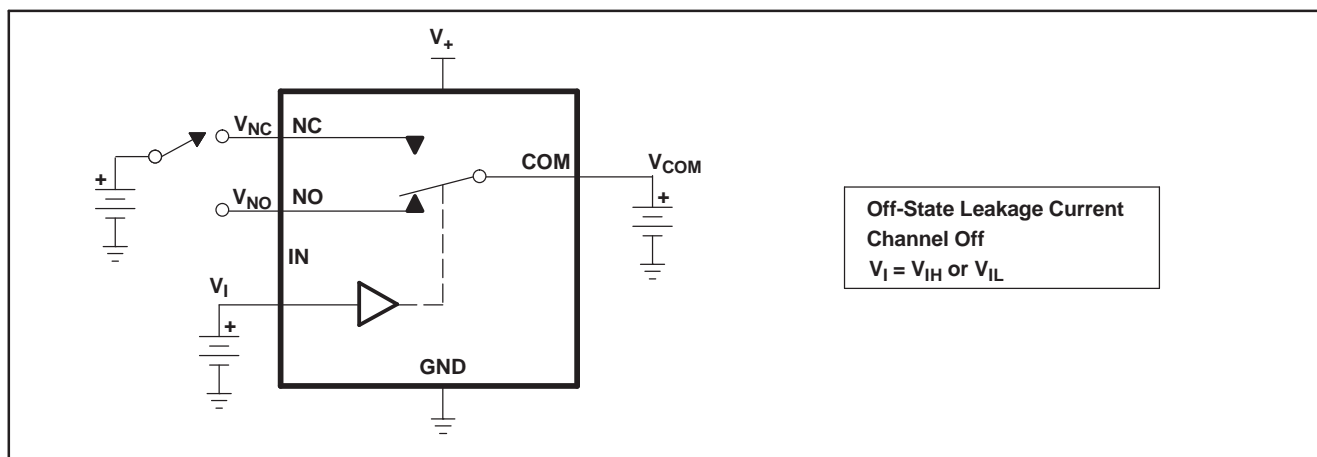 V+
VNC NC
COM VCOM
+
VNO NO
+
IN
VI
+
GND
Off-State Leakage Current
Channel Off
VI = VIH or VIL